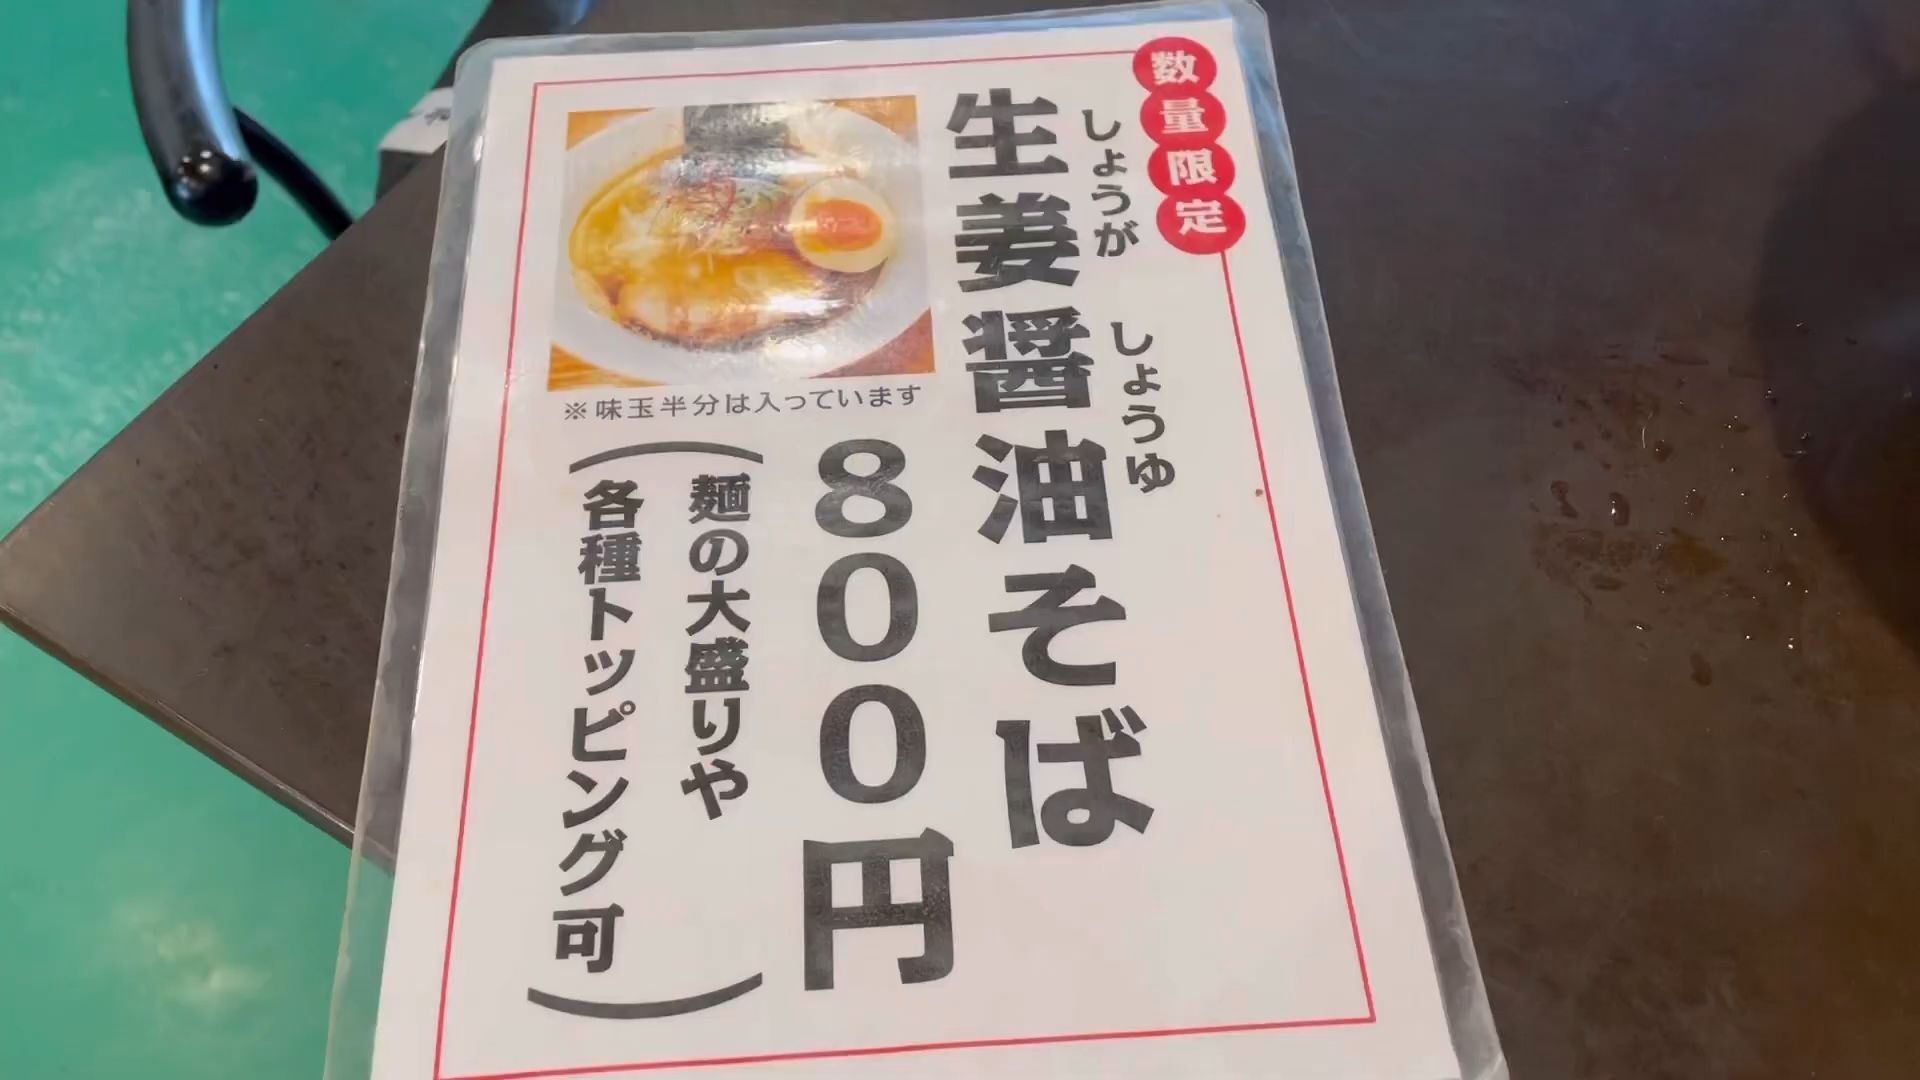 数量限定
しょうが しょうゆ
生姜醤油そば
※味玉半分は入っています
800円
(麺の大盛りや
各種トッピング可)